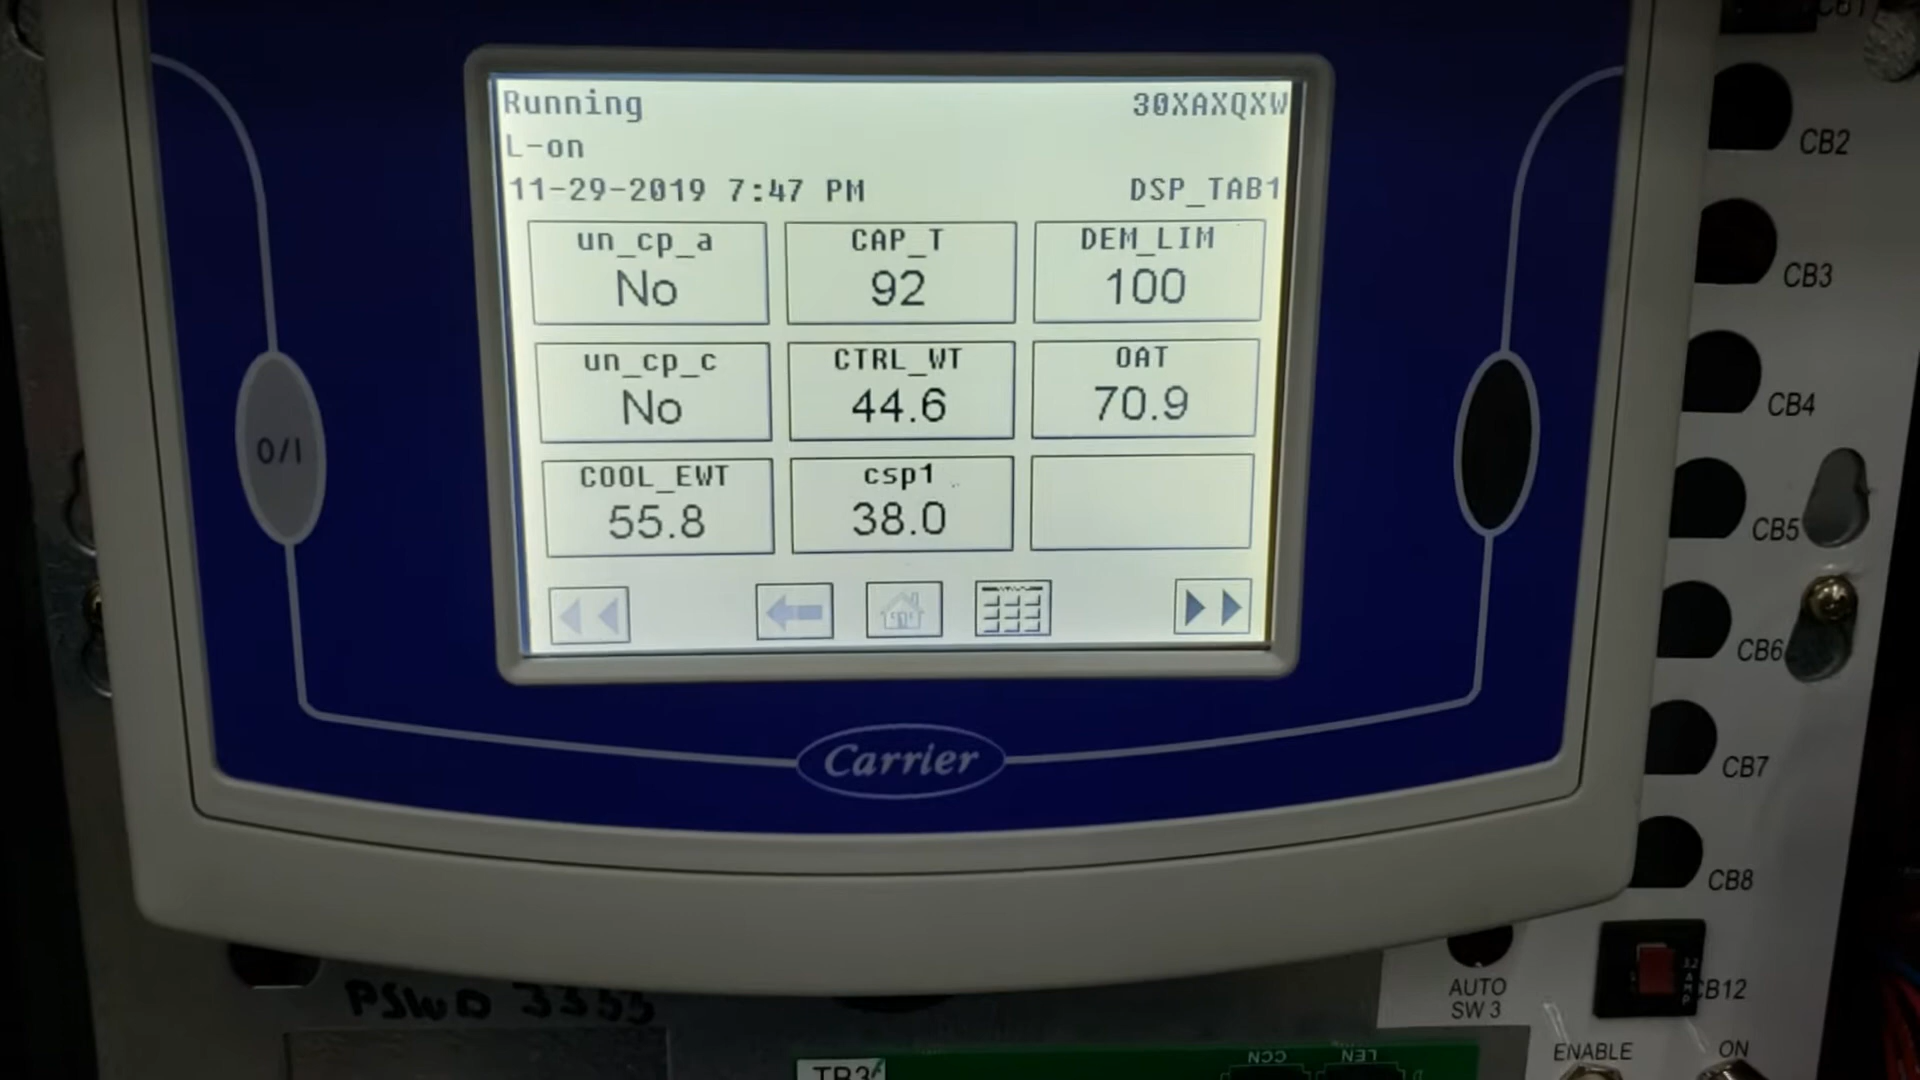 Running 30XAXQXW
L-on
11-29-2019 7:47 PM DSP_TAB1
un_cp_a CAP_T DEM_LIM
No 92 100
un_cp_c CTRL_WT OAT
No 44.6 70.9
COOL_EWT csp1
55.8 38.0
O/I
Carrier
CB2
CB3
CB4
CB5
CB6
CB7
CB8
CB12
AUTO
SW 3
PSWD 3353
ENABLE ON
CCN LEN